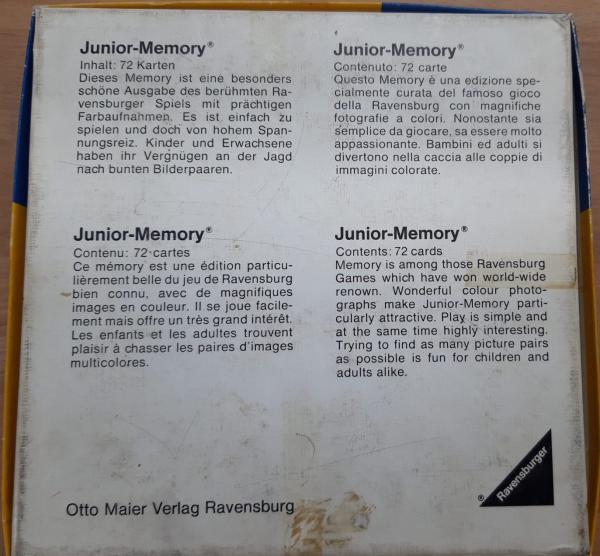 Junior-Memory®
Inhalt: 72 Karten
Dieses Memory ist eine besonders
schöne Ausgabe des berühmten Ra-
vensburger Spiels mit prächtigen
Farbaufnahmen. Es ist einfach zu
spielen und doch von hohem Span-
nungsreiz. Kinder und Erwachsene
haben ihr Vergnügen an der Jagd
nach bunten Bilderpaaren.
Junior-Memory®
Contenuto: 72 carte
Questo Memory è una edizione spe-
cialmente curata del famoso gioco
della Ravensburg con magnifiche
fotografie a colori. Nonostante sia
semplice da giocare, sa essere molto
appassionante. Bambini ed adulti si
divertono nella caccia alle coppie di
immagini colorate.
Junior-Memory®
Contenu: 72 cartes
Ce mémory est une édition particu-
lièrement belle du jeu de Ravensburg
bien connu, avec de magnifiques
images en couleur. Il se joue facile-
ment mais offre un très grand intérêt.
Les enfants et les adultes trouvent
plaisir à chasser les paires d'images
multicolores.
Junior-Memory®
Contents: 72 cards
Memory is among those Ravensburg
Games which have won world-wide
renown. Wonderful colour photo-
graphs make Junior-Memory parti-
cularly attractive. Play is simple and
at the same time highly interesting.
Trying to find as many picture pairs
as possible is fun for children and
adults alike.
Otto Maier Verlag Ravensburg
® Ravensburger